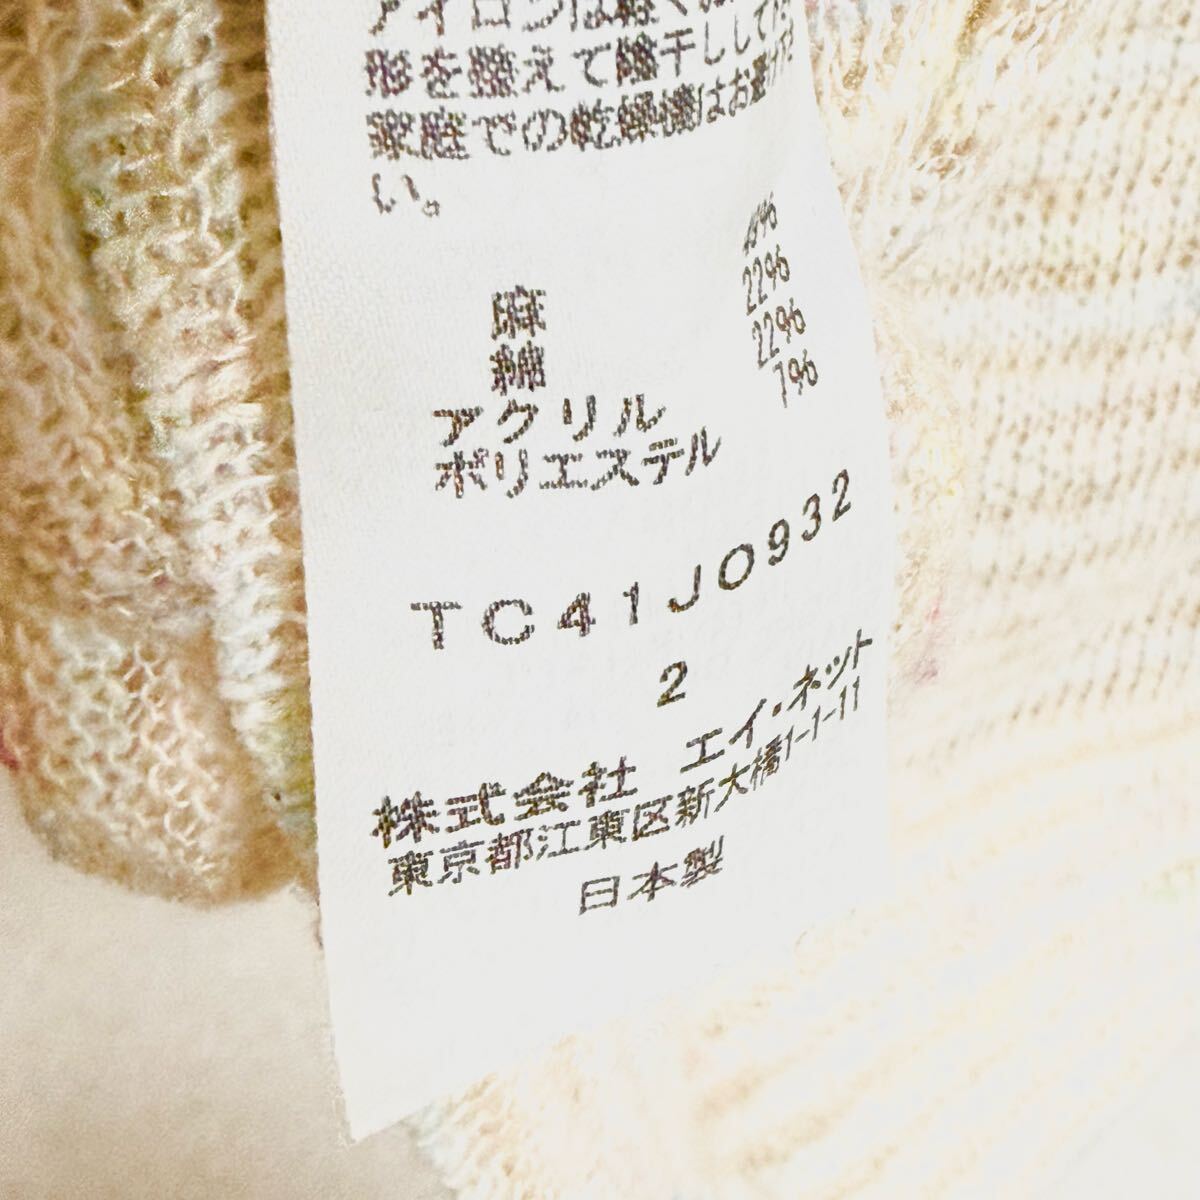 アイロンは軽く
形を整えて陰干しして
家庭での乾燥機はお避け下さ
い。
麻
綿 22%
アクリル 22%
ポリエステル 7%
TC41J0932
2
株式会社 エイ・ネット
東京都江東区新大橋1-1-11
日本製